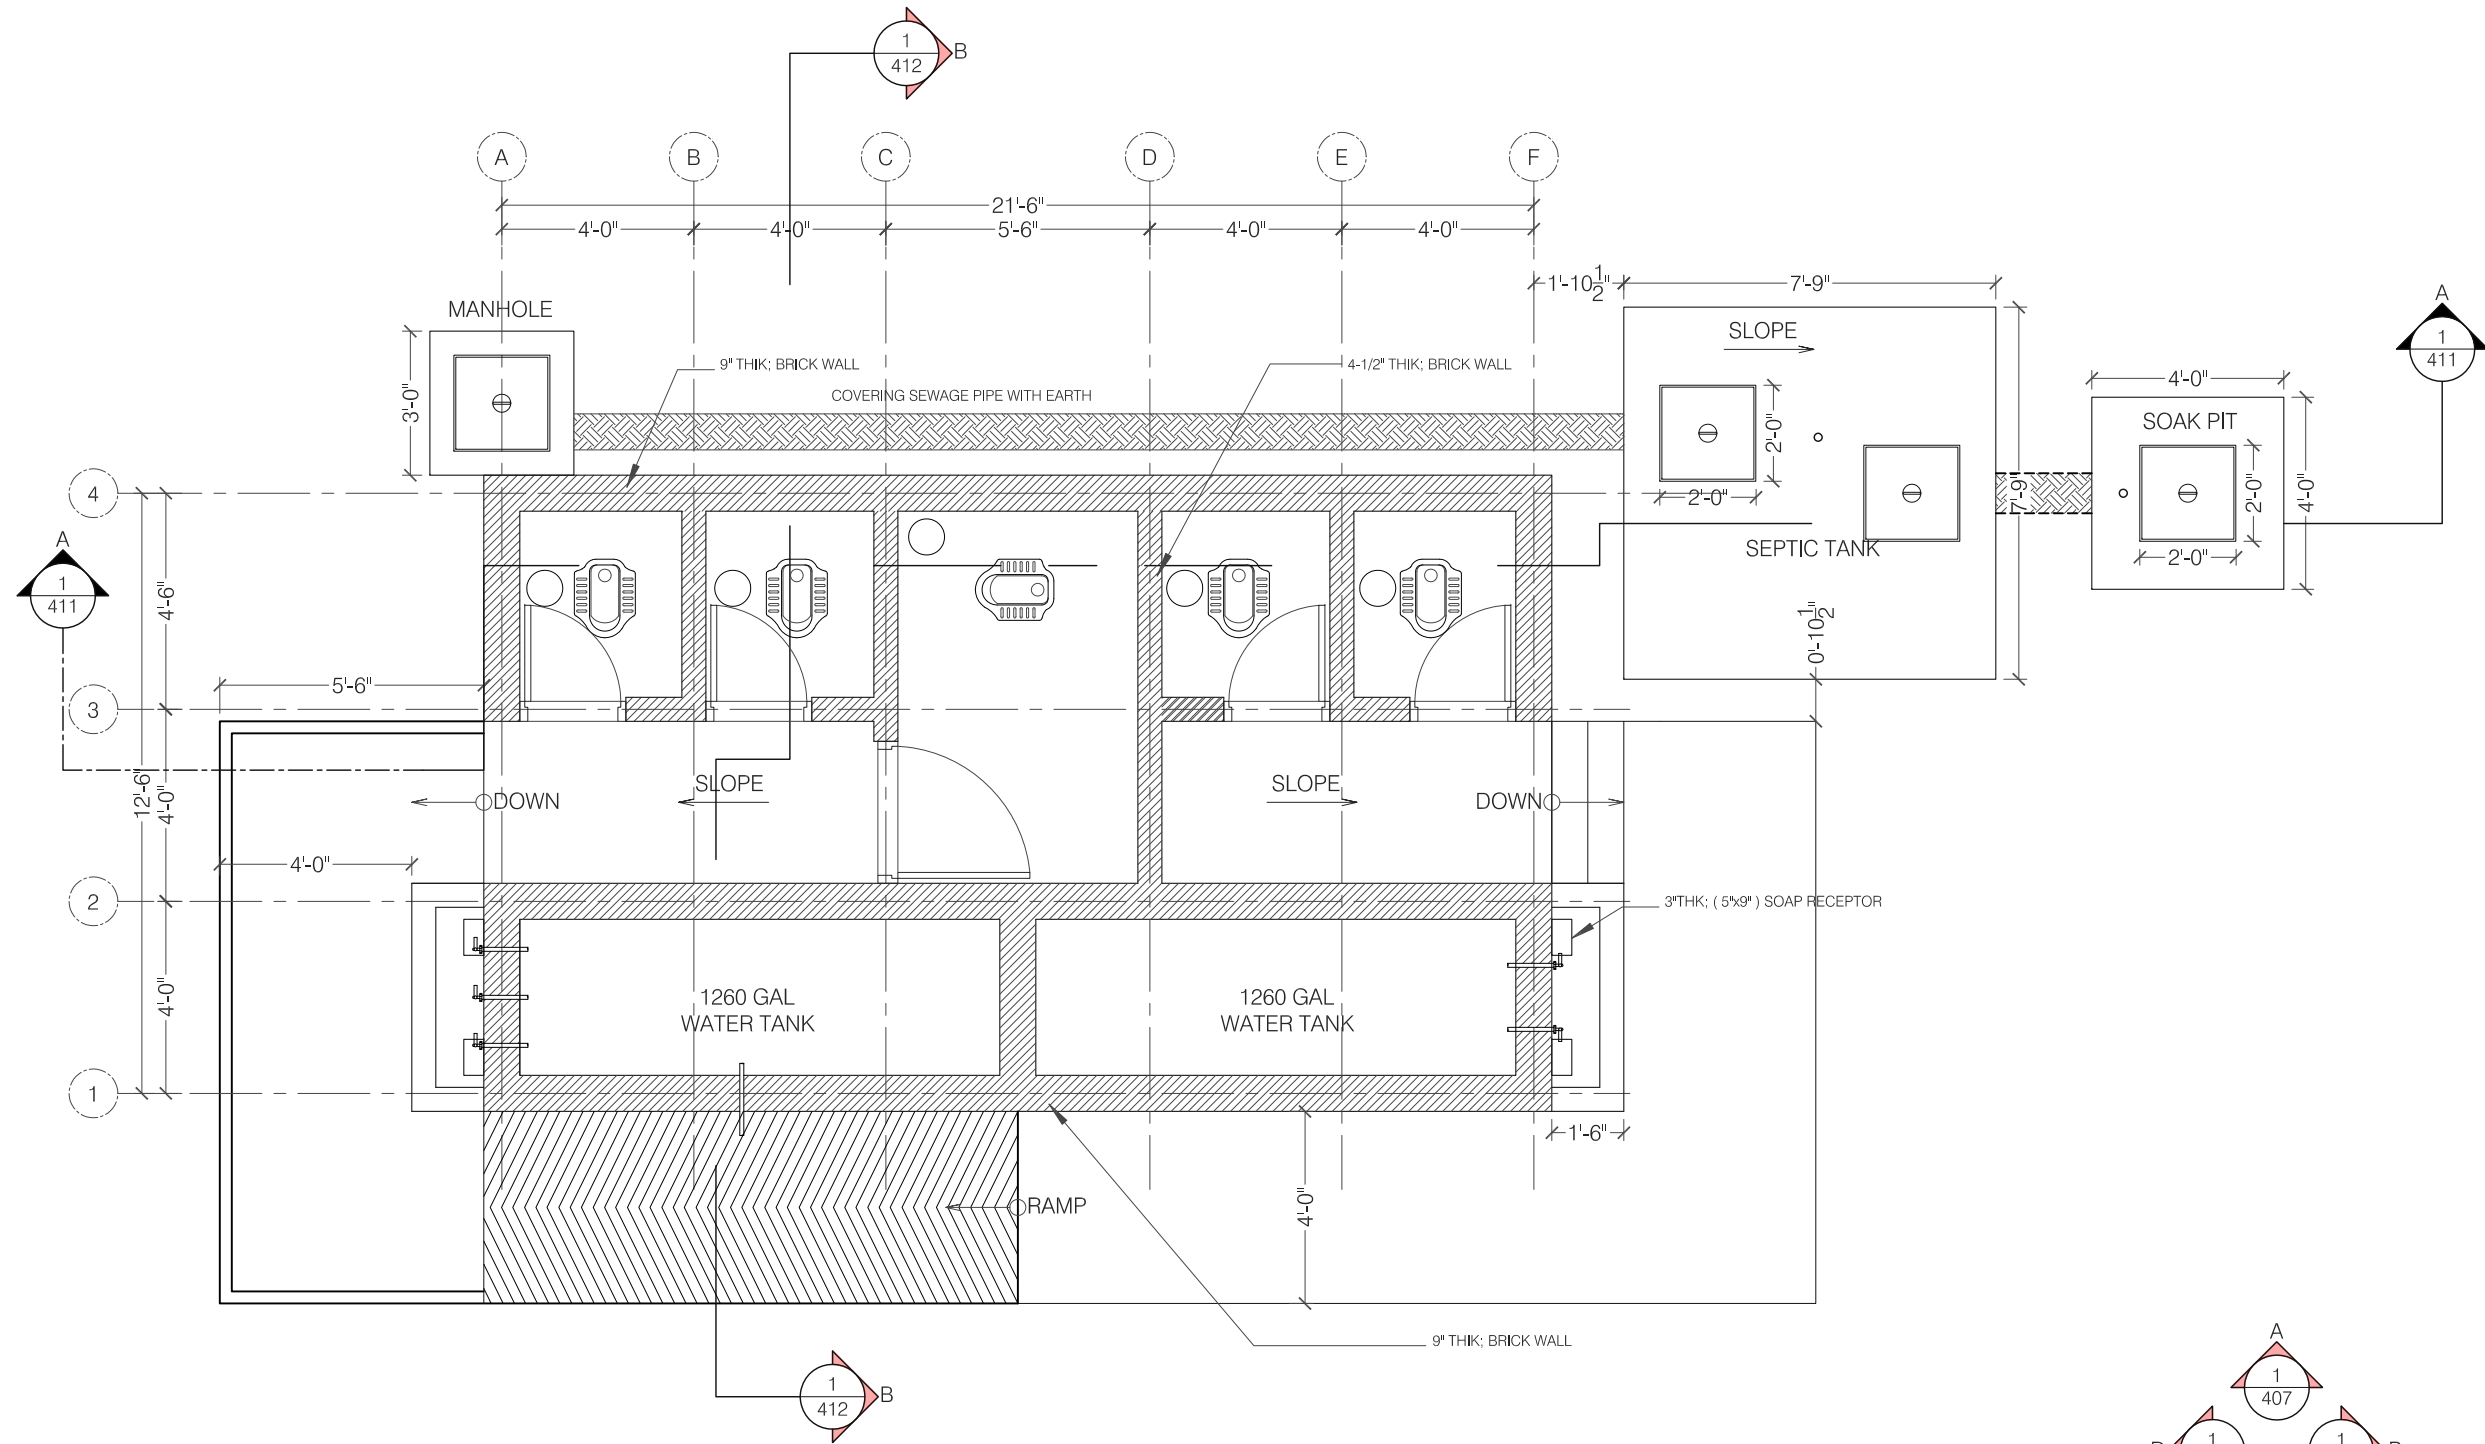 1
412
B
A
B
C
D
E
F
21'-6"
4'-0"
4'-0"
5'-6"
4'-0"
4'-0"
1'-10 1/2"
7'-9"
MANHOLE
SLOPE
A
1
411
9" THIK; BRICK WALL
4-1/2" THIK; BRICK WALL
4'-0"
3'-0"
COVERING SEWAGE PIPE WITH EARTH
2'-0"
SOAK PIT
4
2'-0"
7'-9"
2'-0"
4'-0"
A
1
411
SEPTIC TANK
2'-0"
4'-6"
0'-10 1/2"
5'-6"
3
12'-6"
4'-0"
SLOPE
SLOPE
DOWN
DOWN
4'-0"
2
3"THK; ( 5"x9" ) SOAP RECEPTOR
4'-0"
1260 GAL
WATER TANK
1260 GAL
WATER TANK
1
1'-6"
RAMP
4'-0"
9" THIK; BRICK WALL
1
412
B
A
1
407
1
1